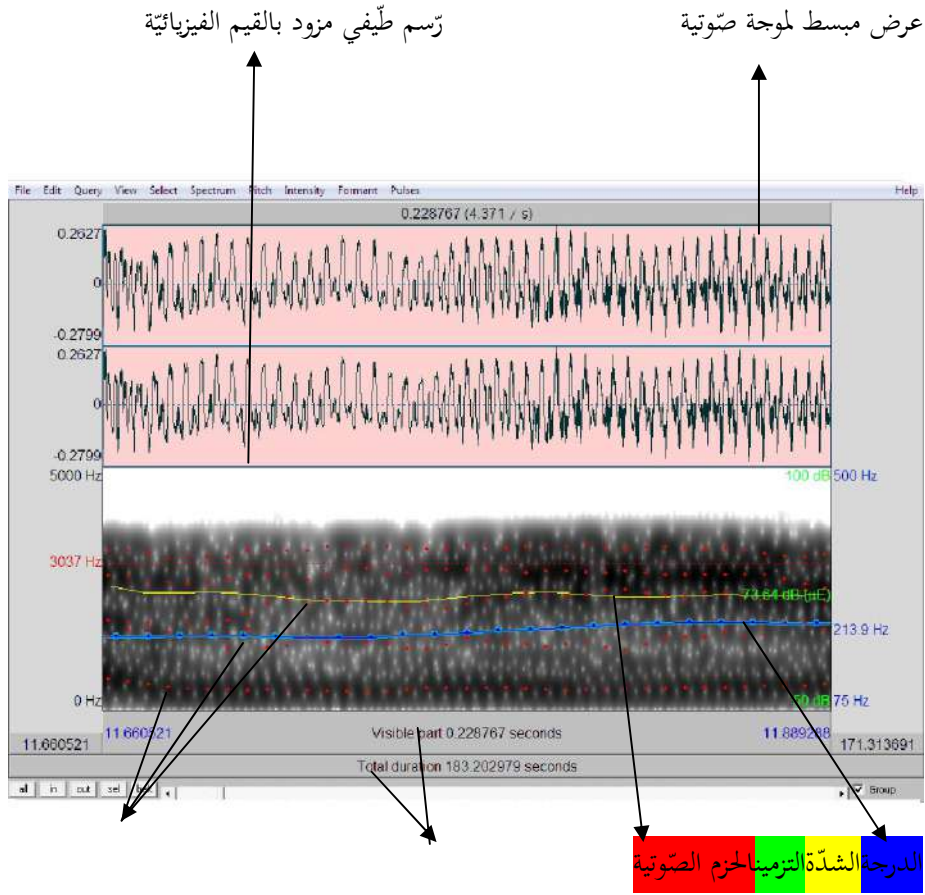 عرض مبسط لموجة صّوتية
رّسم طّيفي مزود بالقيم الفيزيائيّة
File Edit Query View Select Spectrum Pitch Intensity Formant Pulses Help
0.228767 (4.371 / s)
0.2627
0
-0.2799
0.2627
0
-0.2799
5000 Hz 100 dB 500 Hz
3037 Hz
73.64 dB (µE)
213.9 Hz
0 Hz 50 dB 75 Hz
11.660521 Visible part 0.228767 seconds 11.889288
11.660521 171.313691
Total duration 183.202979 seconds
all in out sel bak Group
الدرجةالشدّةالتزمينالحزم الصّوتية